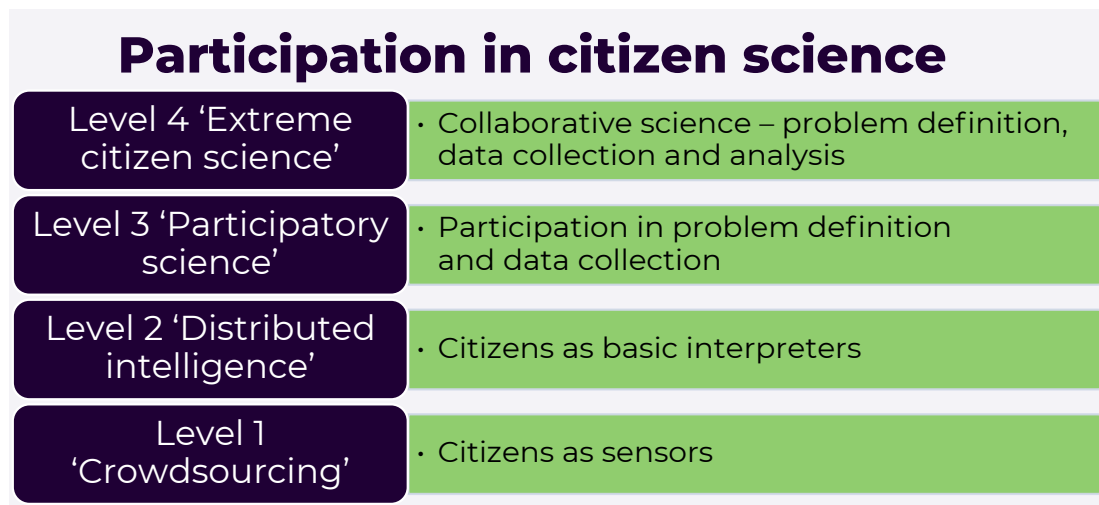 Participation in citizen science
Level 4 ‘Extreme
citizen science’
• Collaborative science – problem definition,
data collection and analysis
Level 3 ‘Participatory
science’
• Participation in problem definition
and data collection
Level 2 ‘Distributed
intelligence’
• Citizens as basic interpreters
Level 1
‘Crowdsourcing’
• Citizens as sensors